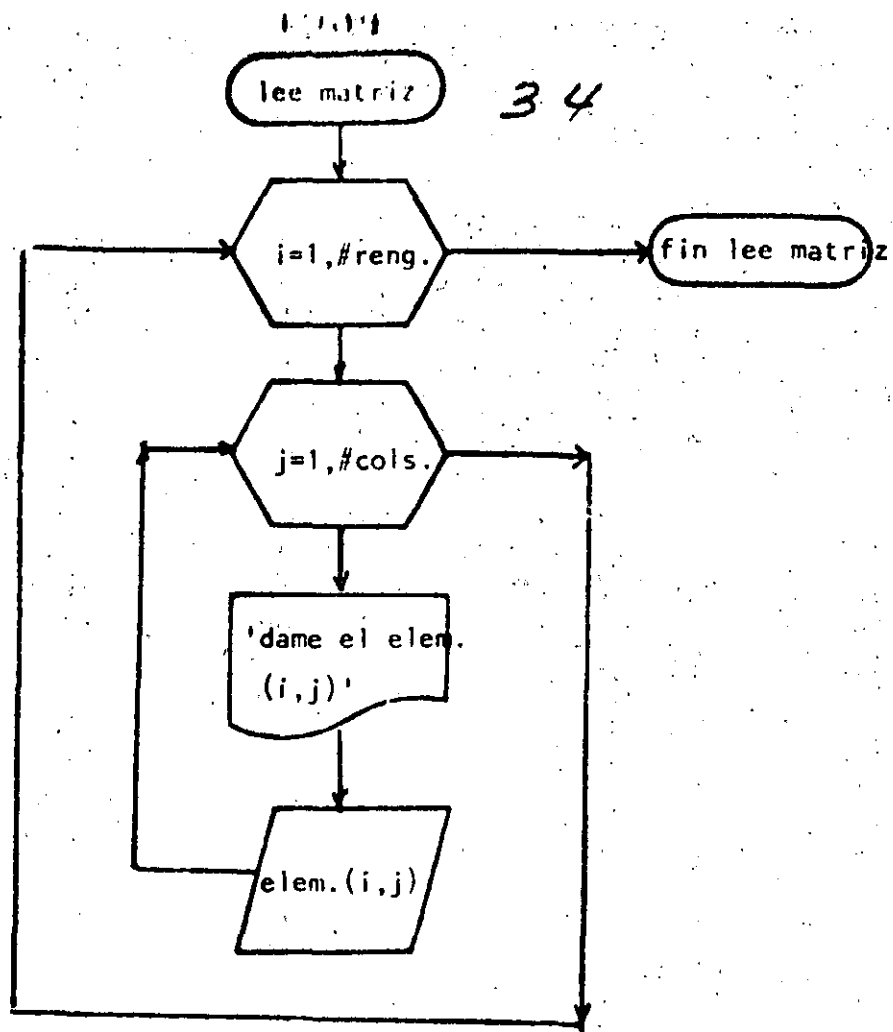 lee matriz
34
i=1,#reng.
fin lee matriz
j=1,#cols.
'dame el elem.
(i,j)'
elem.(i,j)